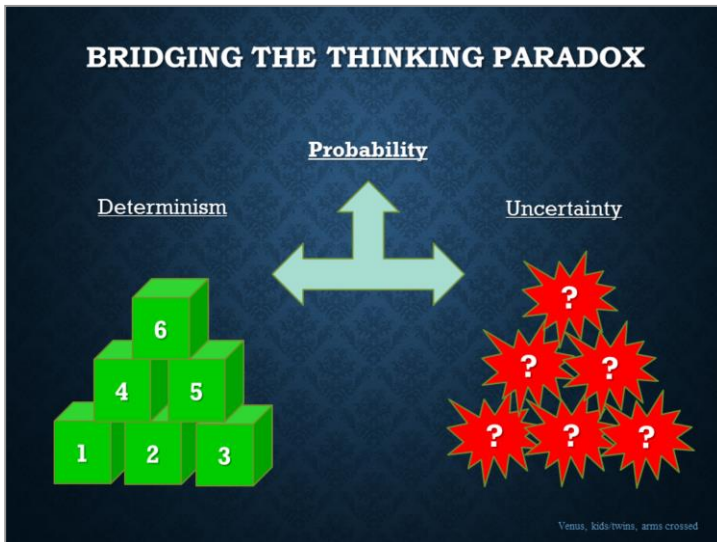 BRIDGING THE THINKING PARADOX
Probability
Determinism
Uncertainty
6
4 5
1 2 3
?
? ?
? ? ?
Venus, kids/twins, arms crossed